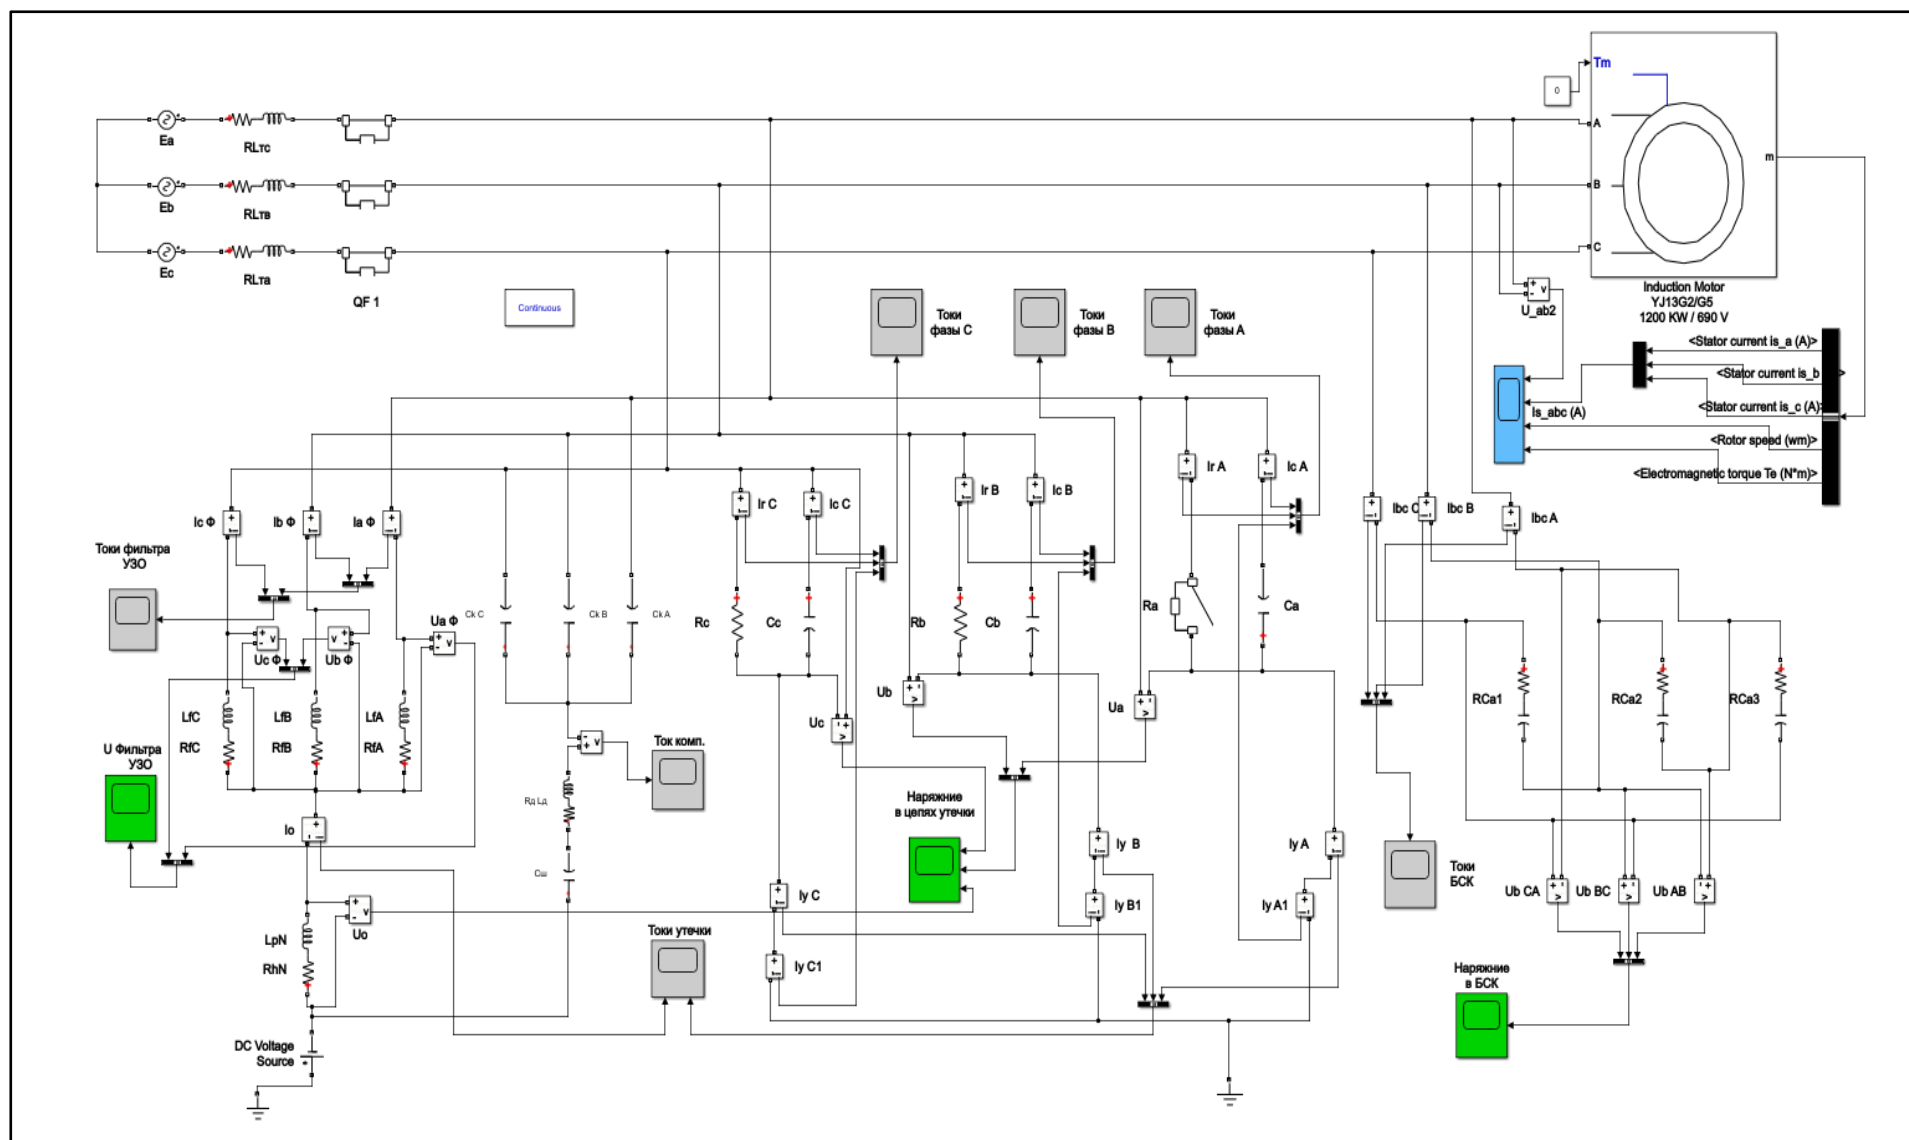 Tm
0
A
Ea
RLтс
B
m
Eb
RLтв
C
Ec
RLта
QF 1
Continuous
Induction Motor
YJ13G2/G5
1200 KW / 690 V
+
-
v
U_ab2
Токи
фазы C
Токи
фазы B
Токи
фазы A
<Stator current is_a (A)>
<Stator current is_b
>
<Stator current is_c (A)>
Is_abc (A)
<Rotor speed (wm)>
<Electromagnetic torque Te (N*m)>
Ir A
Ic A
Ir B
Ic B
Ir C
Ic C
Ic Ф
Ib Ф
Ia Ф
Ibc C
Ibc B
Ibc A
Токи фильтра
УЗО
Ck C
Ck B
Ck A
Rc
Cc
Rb
Cb
Ra
Ca
Ua Ф
Uc Ф
Ub Ф
LfC
LfB
LfA
RfC
RfB
RfA
Uc
Ub
Ua
RCa1
RCa2
RCa3
U Фильтра
УЗО
Ток комп.
Rд Lд
Наряжние
в цепях утечки
Io
Cш
Iy B
Iy A
Токи
БСК
Iy C
Iy B1
Iy A1
Ub CA
Ub BC
Ub AB
Uo
LpN
RhN
Токи утечки
Iy C1
Наряжние
в БСК
DC Voltage
Source